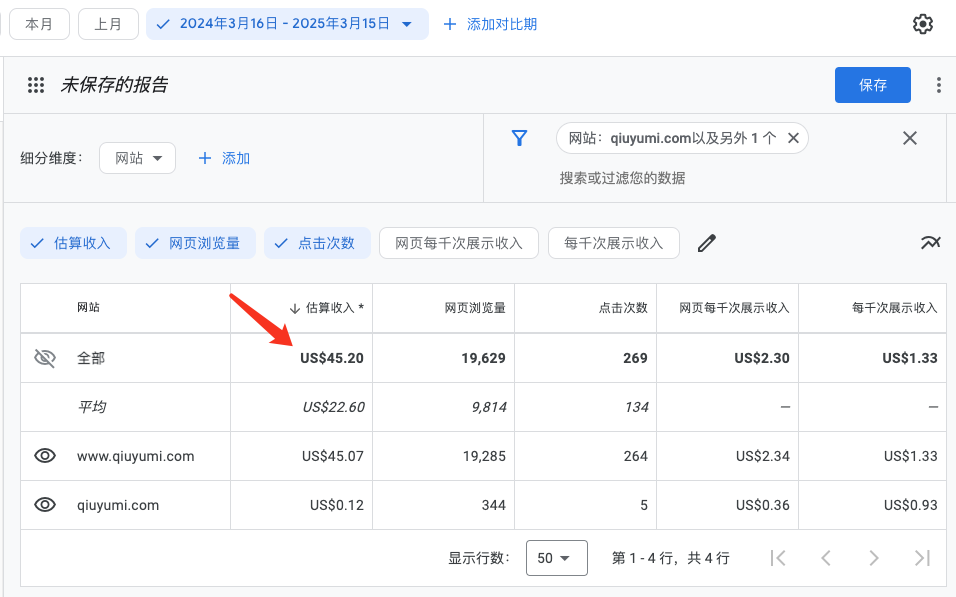 本月 上月 2024年3月16日 - 2025年3月15日 添加对比期
未保存的报告 保存
细分维度： 网站 添加 网站：qiuyumi.com以及另外 1 个
搜索或过滤您的数据
估算收入 网页浏览量 点击次数 网页每千次展示收入 每千次展示收入
网站 估算收入 * 网页浏览量 点击次数 网页每千次展示收入 每千次展示收入
全部 US$45.20 19,629 269 US$2.30 US$1.33
平均 US$22.60 9,814 134 — —
www.qiuyumi.com US$45.07 19,285 264 US$2.34 US$1.33
qiuyumi.com US$0.12 344 5 US$0.36 US$0.93
显示行数： 50 第 1 - 4 行，共 4 行